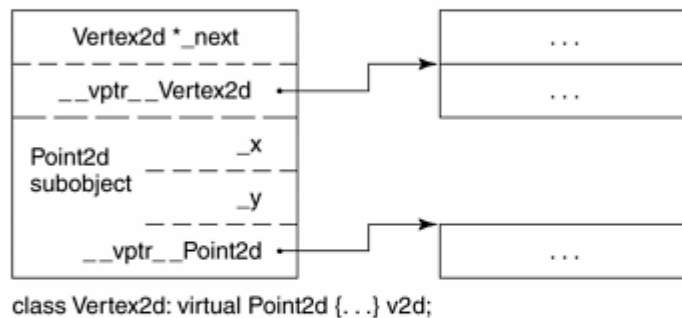 Vertex2d *_next
...
__vptr__Vertex2d
...
Point2d
subobject
_x
_y
__vptr__Point2d
...
class Vertex2d: virtual Point2d {...} v2d;